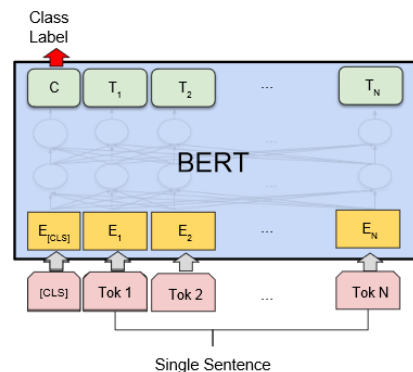 Class
Label
C T1 T2 ... TN
...
BERT
...
E[CLS] E1 E2 ... EN
[CLS] Tok 1 Tok 2 ... Tok N
Single Sentence